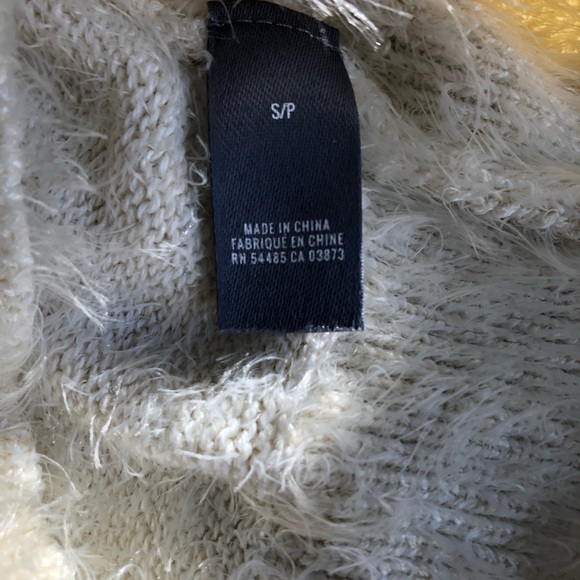 S/P
MADE IN CHINA
FABRIQUE EN CHINE
RN 54485 CA 03873